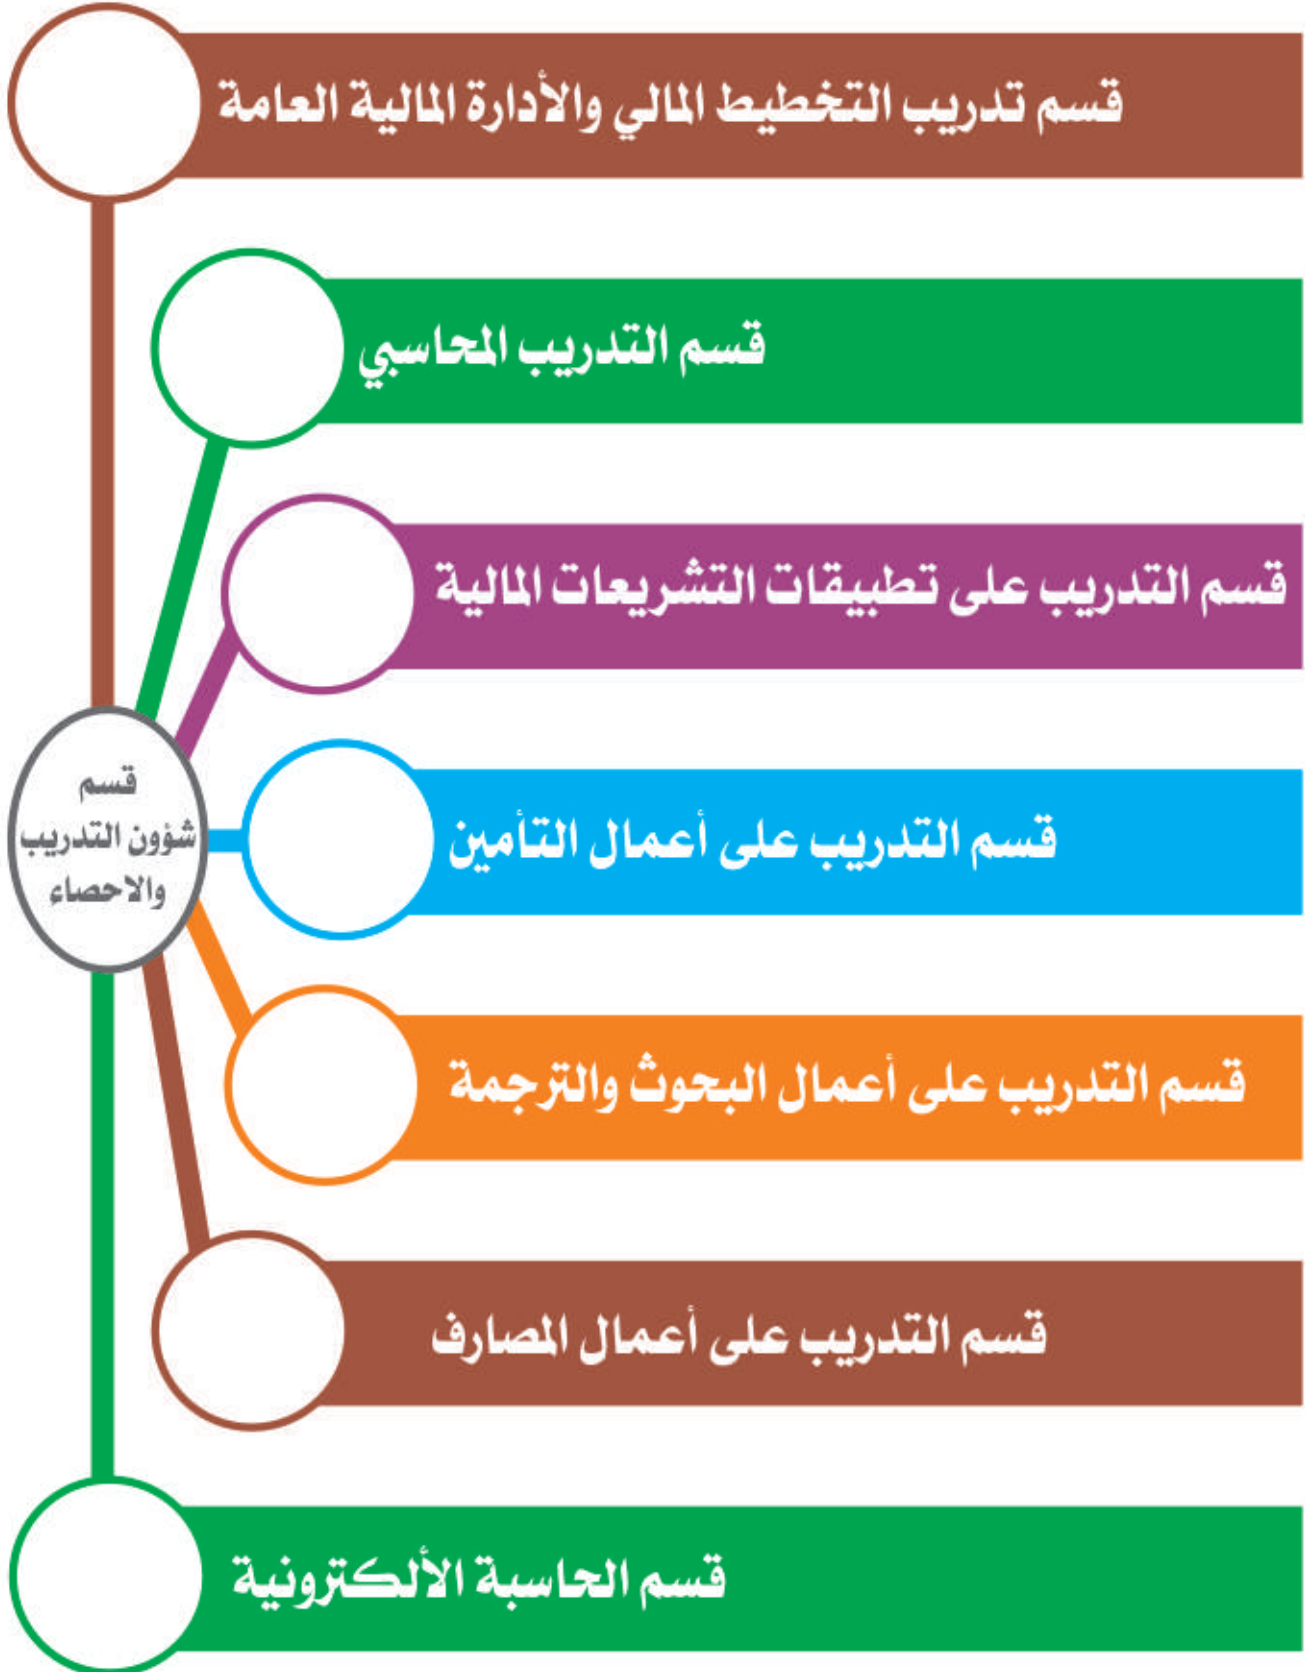 قسم تدريب التخطيط المالي والأدارة المالية العامة
قسم التدريب المحاسبي
قسم التدريب على تطبيقات التشريعات المالية
قسم
شؤون التدريب
والاحصاء
قسم التدريب على أعمال التأمين
قسم التدريب على أعمال البحوث والترجمة
قسم التدريب على أعمال المصارف
قسم الحاسبة الألكترونية